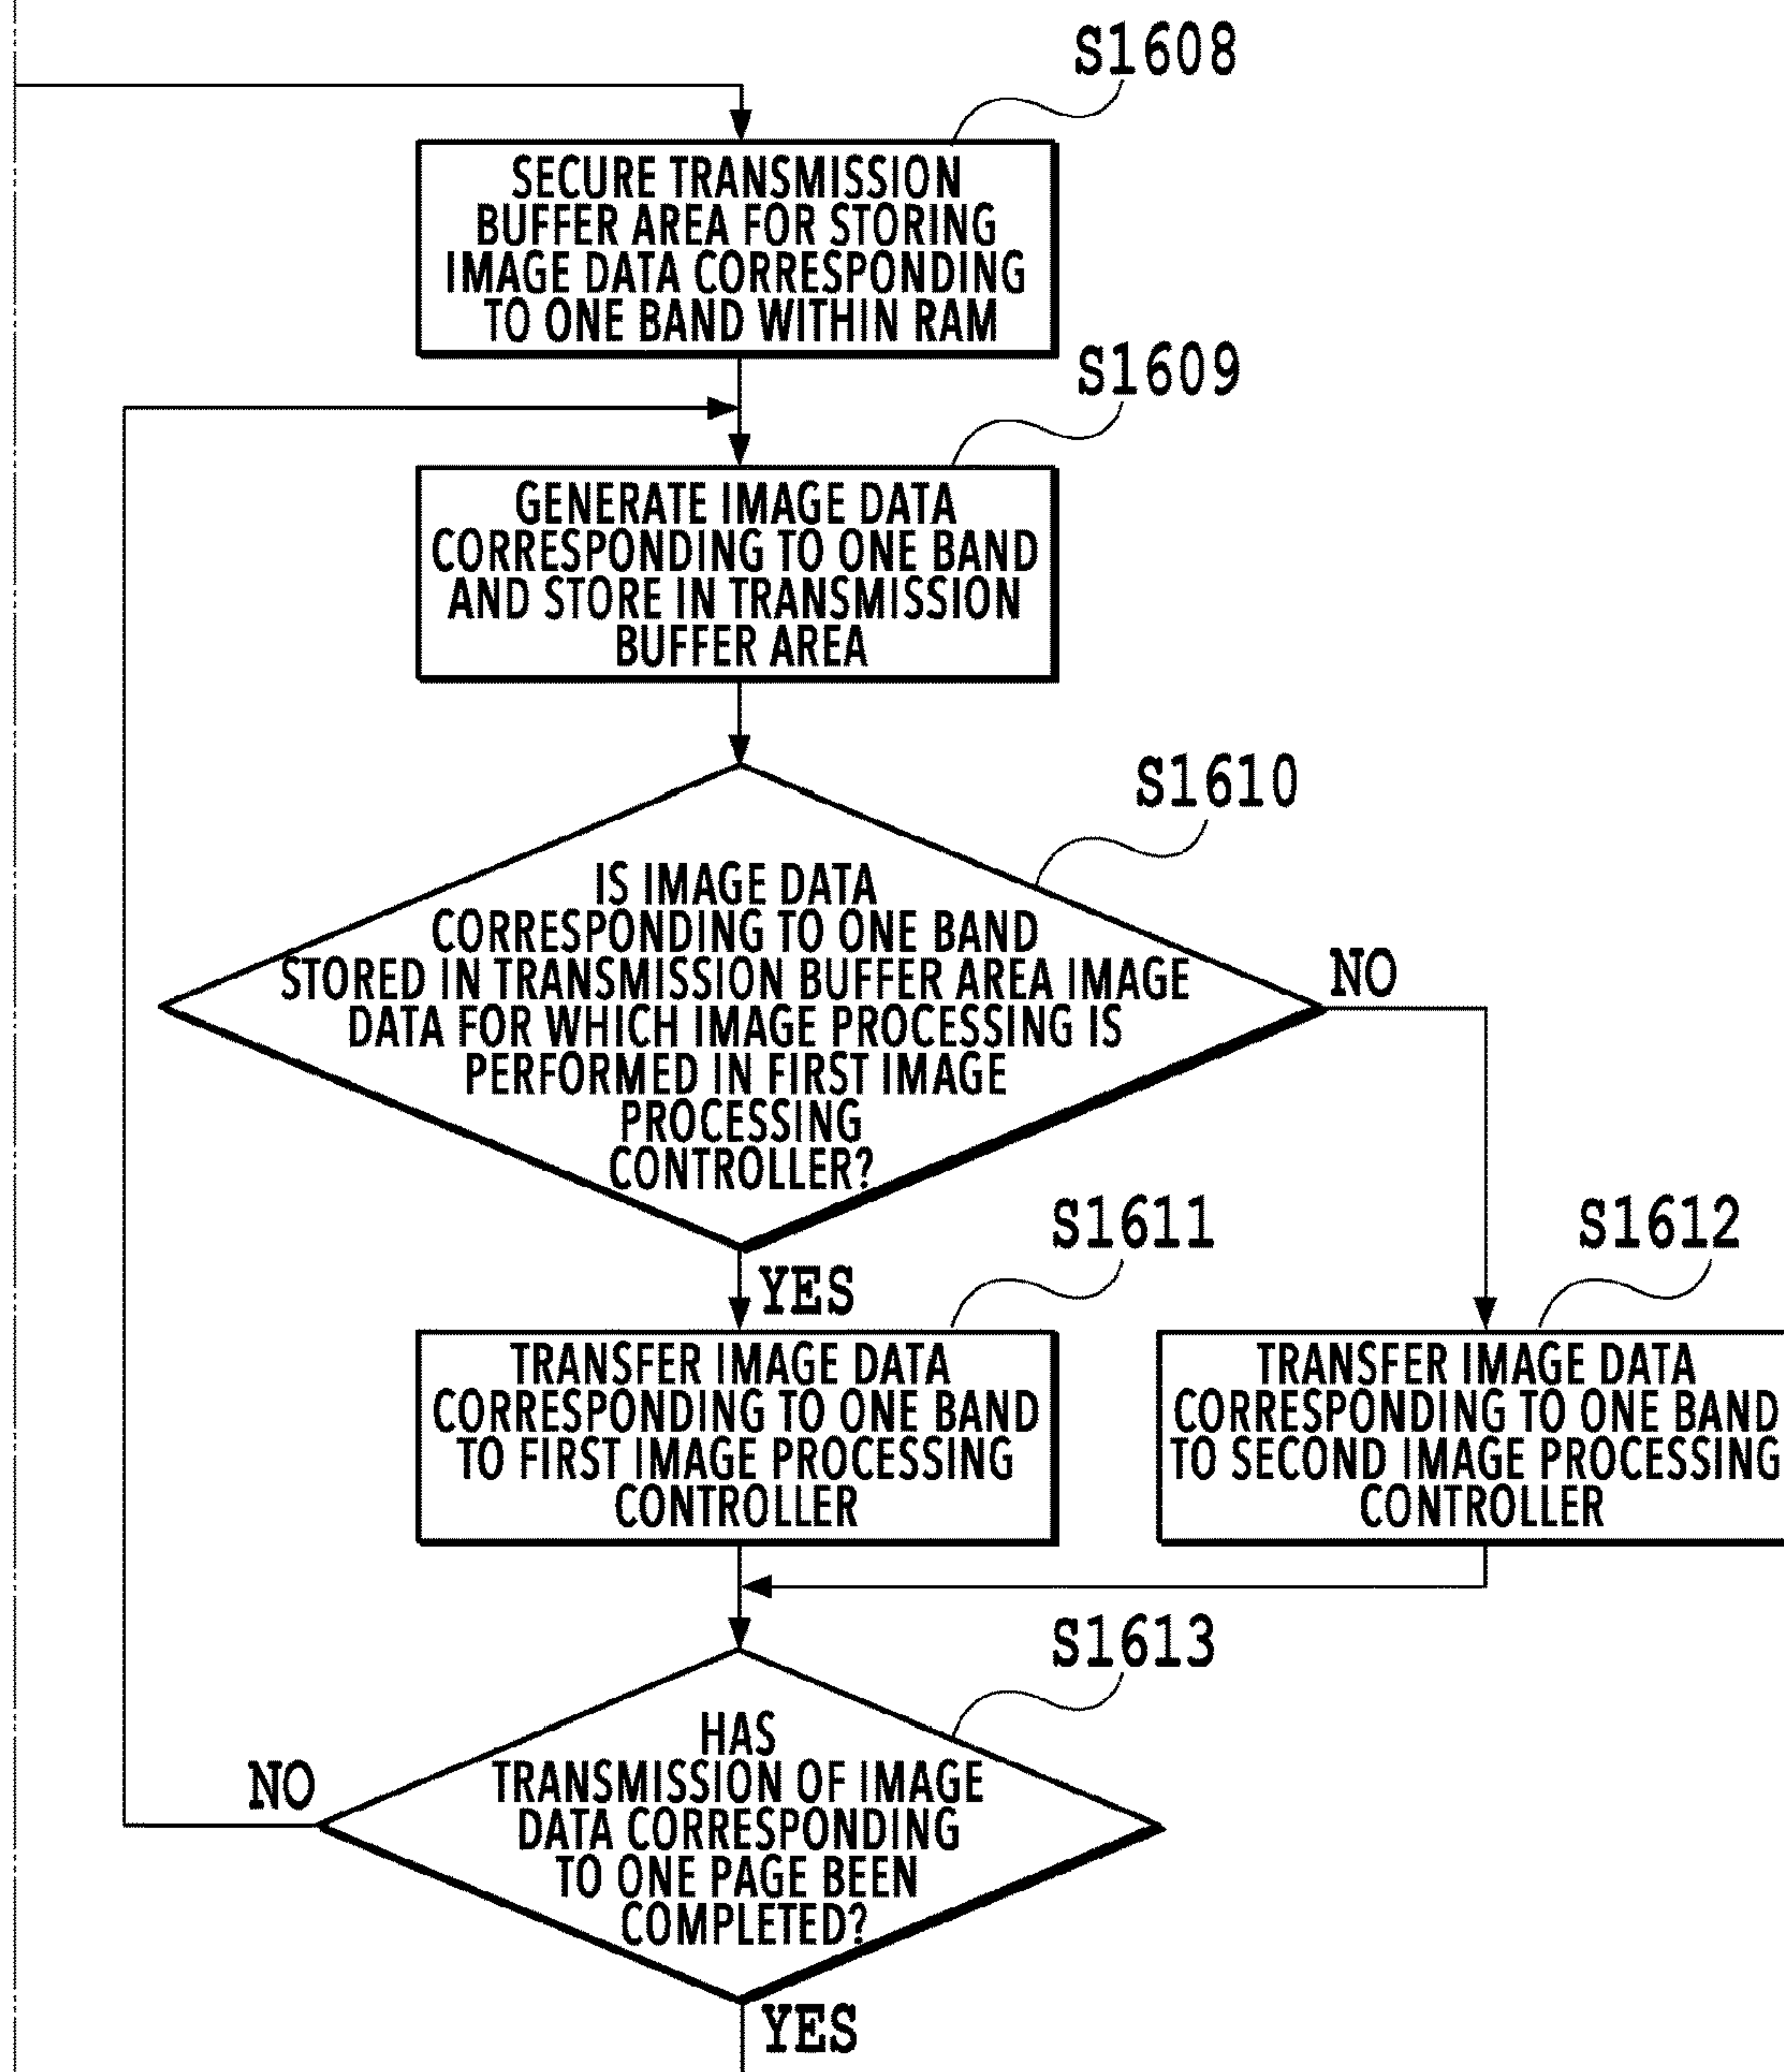 S1608
SECURE TRANSMISSION
BUFFER AREA FOR STORING
IMAGE DATA CORRESPONDING
TO ONE BAND WITHIN RAM
S1609
GENERATE IMAGE DATA
CORRESPONDING TO ONE BAND
AND STORE IN TRANSMISSION
BUFFER AREA
S1610
IS IMAGE DATA
CORRESPONDING TO ONE BAND
STORED IN TRANSMISSION BUFFER AREA IMAGE
DATA FOR WHICH IMAGE PROCESSING IS
PERFORMED IN FIRST IMAGE
PROCESSING
CONTROLLER?
NO
YES
S1611
TRANSFER IMAGE DATA
CORRESPONDING TO ONE BAND
TO FIRST IMAGE PROCESSING
CONTROLLER
S1612
TRANSFER IMAGE DATA
CORRESPONDING TO ONE BAND
TO SECOND IMAGE PROCESSING
CONTROLLER
S1613
HAS
TRANSMISSION OF IMAGE
DATA CORRESPONDING
TO ONE PAGE BEEN
COMPLETED?
NO
YES